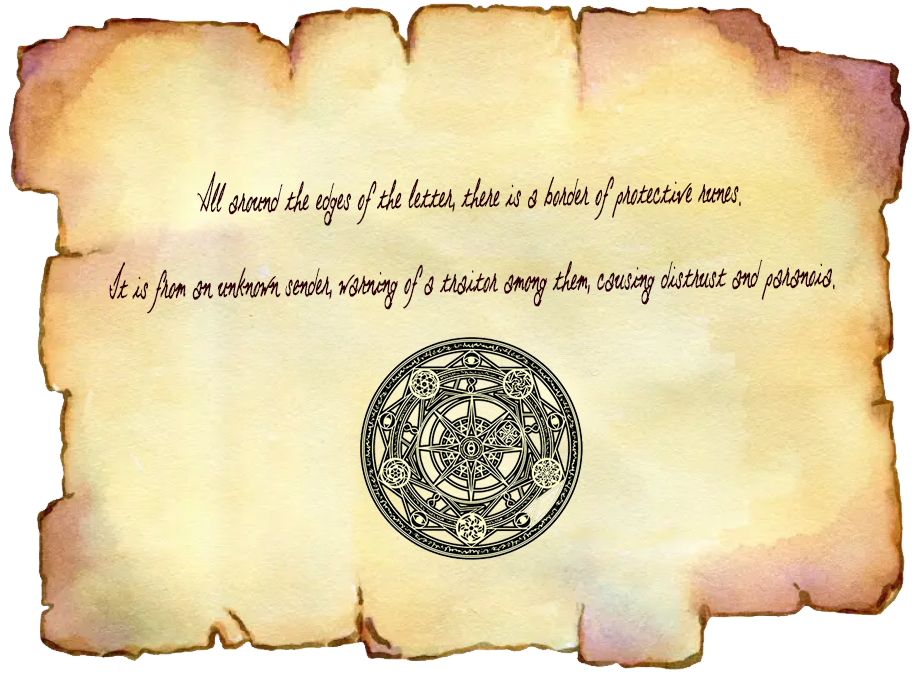 All around the edges of the letter, there is a border of protective runes.
It is from an unknown sender, warning of a traitor among them, causing distrust and paranoia.